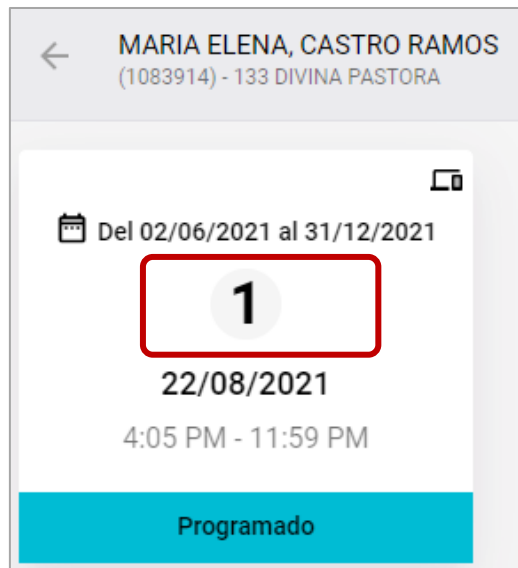 MARIA ELENA, CASTRO RAMOS
(1083914) - 133 DIVINA PASTORA
Del 02/06/2021 al 31/12/2021
1
22/08/2021
4:05 PM - 11:59 PM
Programado